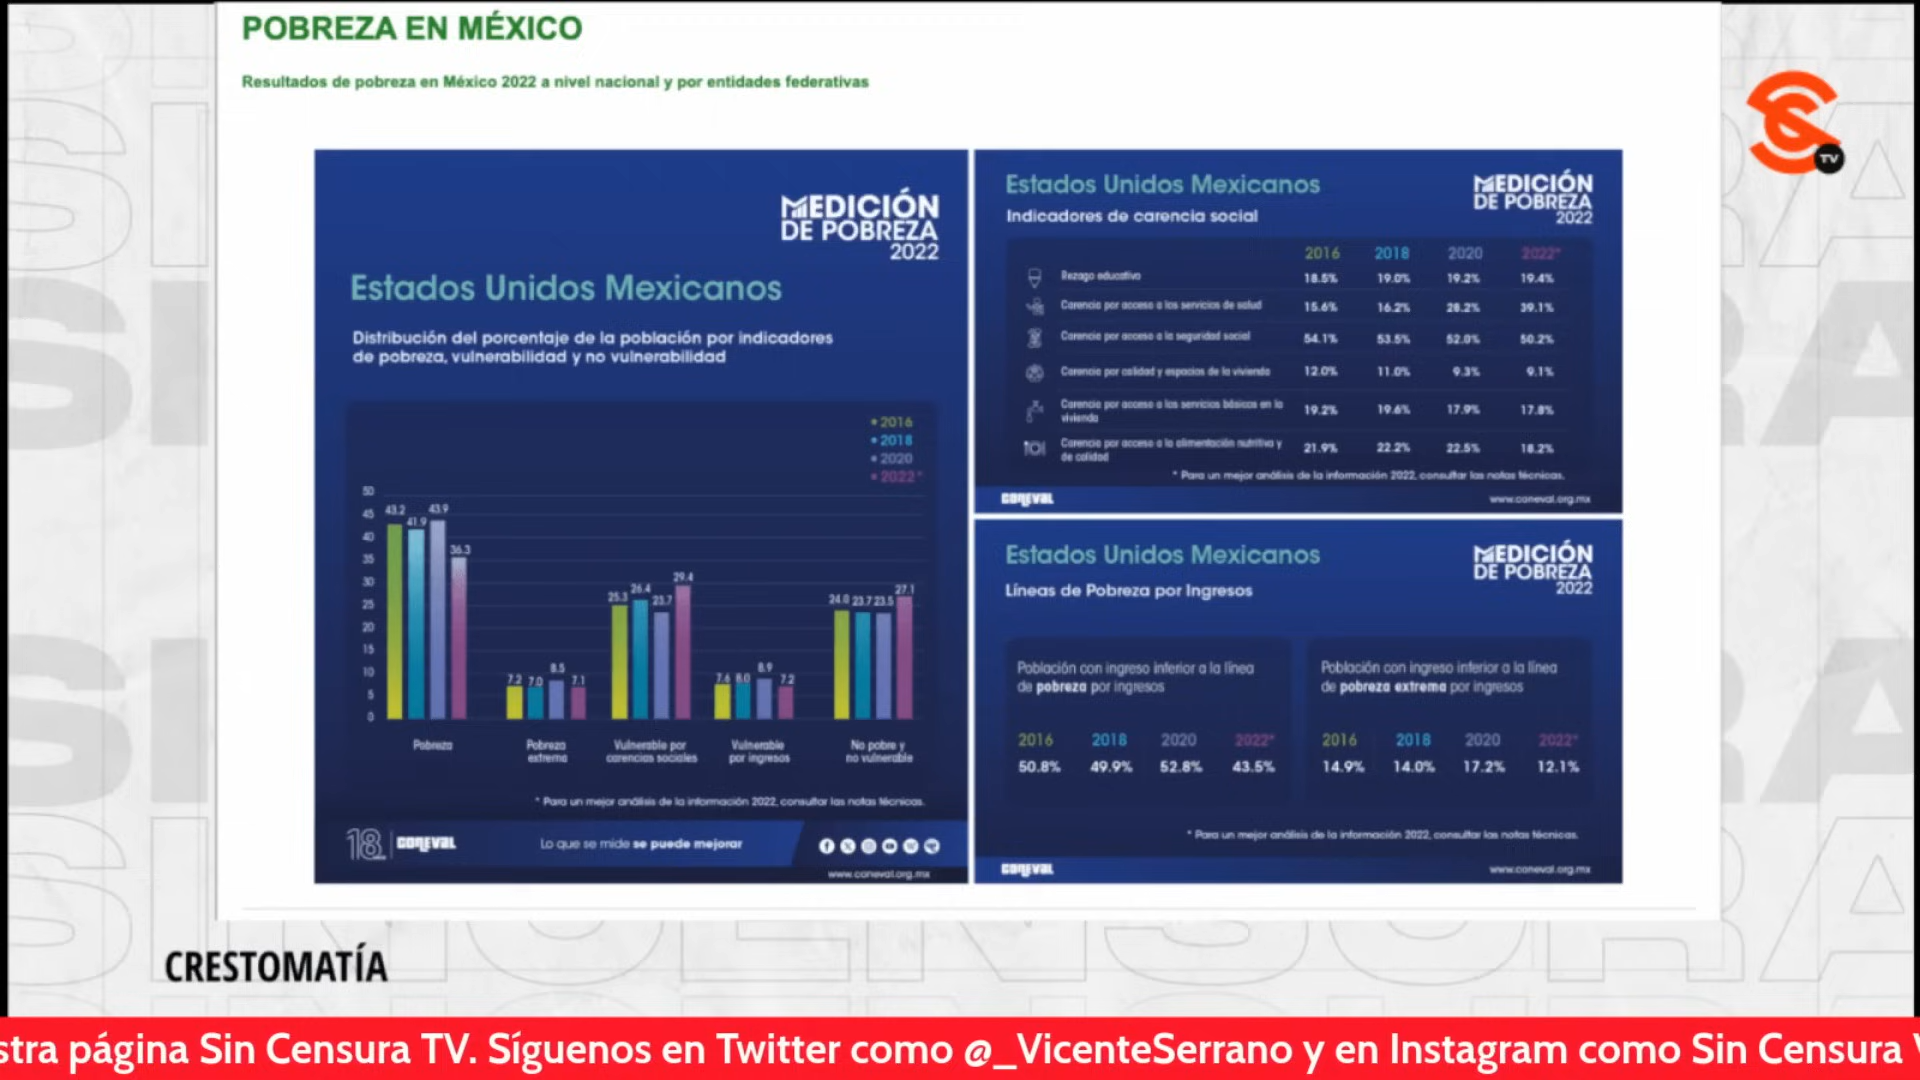 POBREZA EN MÉXICO
Resultados de pobreza en México 2022 a nivel nacional y por entidades federativas
TV
MEDICIÓN
DE POBREZA
2022
Estados Unidos Mexicanos
Distribución del porcentaje de la población por indicadores
de pobreza, vulnerabilidad y no vulnerabilidad
2016
2018
2020
2022*
50
45
40
35
30
25
20
15
10
5
0
43.2 41.9 43.9 36.3
7.2 7.0 8.5 7.1
25.3 26.4 23.7 29.4
7.6 8.0 8.9 7.2
24.0 23.7 23.5 27.1
Pobreza
Pobreza
extrema
Vulnerable por
carencias sociales
Vulnerable
por ingresos
No pobre y
no vulnerable
* Para un mejor análisis de la información 2022, consultar las notas técnicas.
18 CONEVAL
Lo que se mide se puede mejorar
www.coneval.org.mx
Estados Unidos Mexicanos
Indicadores de carencia social
MEDICIÓN
DE POBREZA
2022
2016 2018 2020 2022*
Rezago educativo 18.5% 19.0% 19.2% 19.4%
Carencia por acceso a los servicios de salud 15.6% 16.2% 28.2% 39.1%
Carencia por acceso a la seguridad social 54.1% 53.5% 52.0% 50.2%
Carencia por calidad y espacios de la vivienda 12.0% 11.0% 9.3% 9.1%
Carencia por acceso a los servicios básicos en la
vivienda 19.2% 19.6% 17.9% 17.8%
Carencia por acceso a la alimentación nutritiva y
de calidad 21.9% 22.2% 22.5% 18.2%
* Para un mejor análisis de la información 2022, consultar las notas técnicas.
CONEVAL
www.coneval.org.mx
Estados Unidos Mexicanos
Líneas de Pobreza por Ingresos
MEDICIÓN
DE POBREZA
2022
Población con ingreso inferior a la línea
de pobreza por ingresos
2016 2018 2020 2022*
50.8% 49.9% 52.8% 43.5%
Población con ingreso inferior a la línea
de pobreza extrema por ingresos
2016 2018 2020 2022*
14.9% 14.0% 17.2% 12.1%
* Para un mejor análisis de la información 2022, consultar las notas técnicas.
CONEVAL
www.coneval.org.mx
CRESTOMATÍA
stra página Sin Censura TV. Síguenos en Twitter como @_VicenteSerrano y en Instagram como Sin Censura